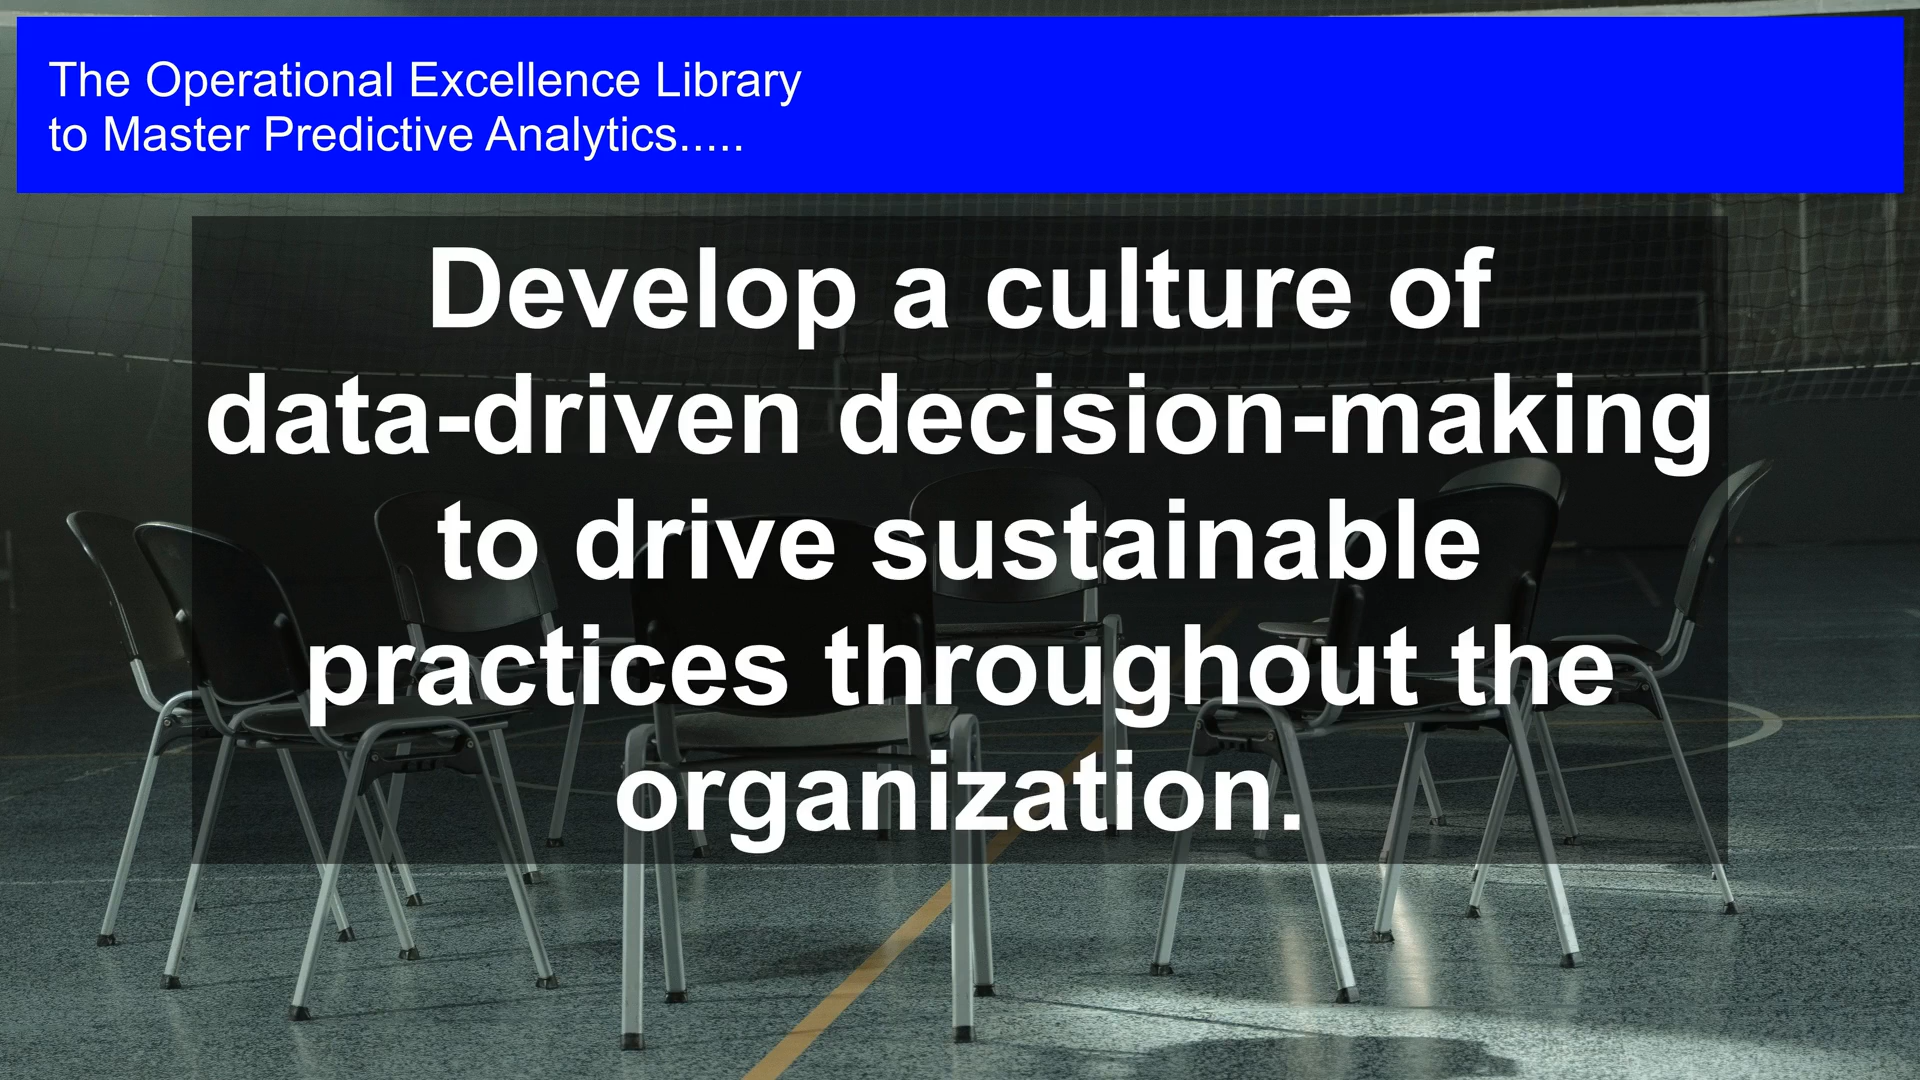 The Operational Excellence Library
to Master Predictive Analytics.....
Develop a culture of
data-driven decision-making
to drive sustainable
practices throughout the
organization.